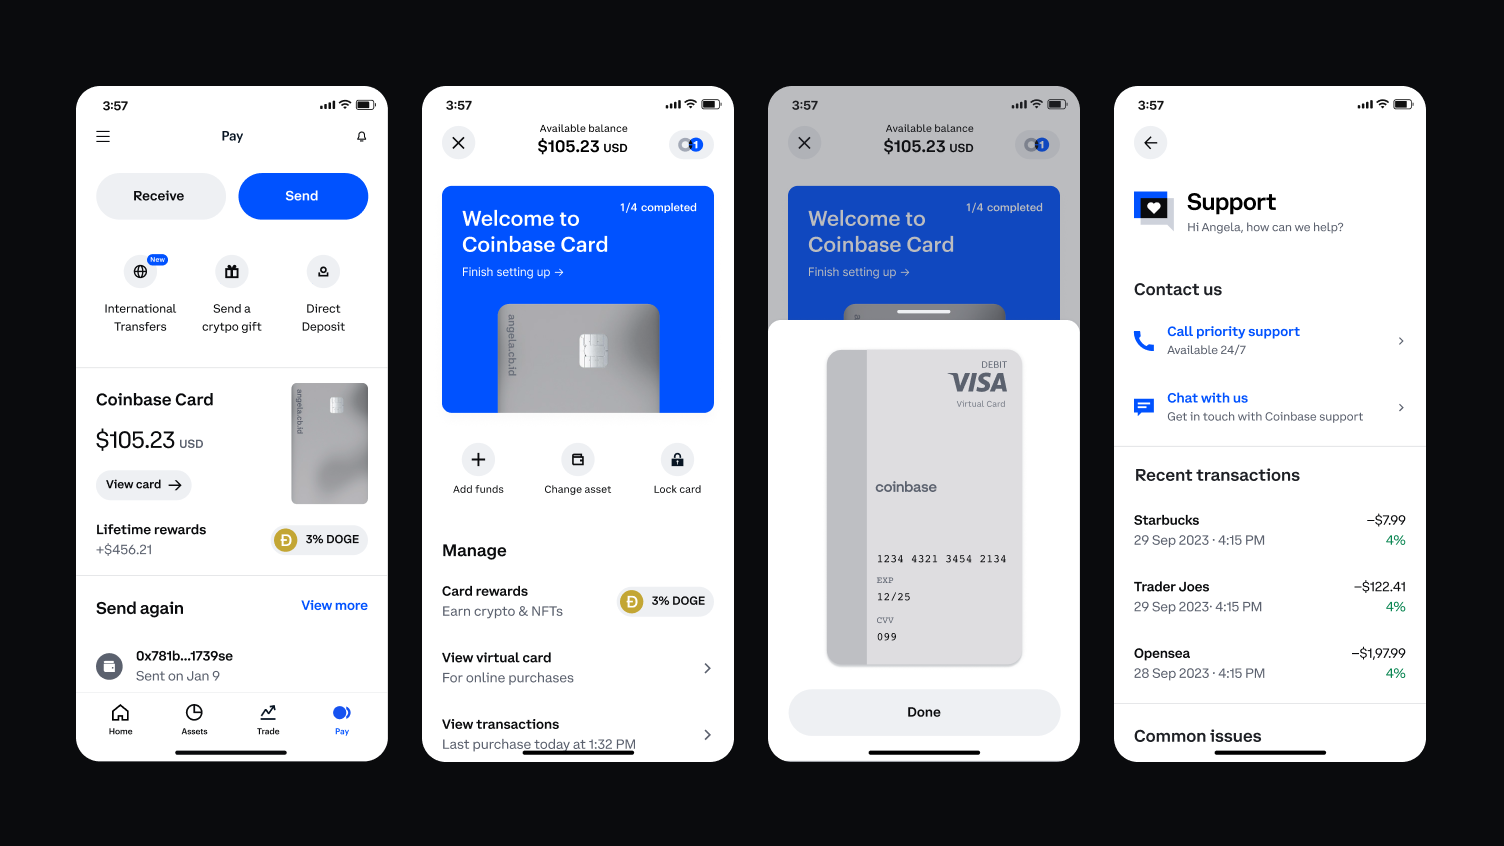 3:57
Pay
Receive
Send
New
International
Transfers
Send a
crytpo gift
Direct
Deposit
Coinbase Card
$105.23 USD
View card →
angela.cb.id
Lifetime rewards
+$456.21
3% DOGE
Send again
View more
0x781b...1739se
Sent on Jan 9
Home
Assets
Trade
Pay
3:57
Available balance
$105.23 USD
1
1/4 completed
Welcome to
Coinbase Card
Finish setting up →
angela.cb.id
Add funds
Change asset
Lock card
Manage
Card rewards
Earn crypto & NFTs
3% DOGE
View virtual card
For online purchases
View transactions
Last purchase today at 1:32 PM
3:57
Available balance
$105.23 USD
1
1/4 completed
Welcome to
Coinbase Card
Finish setting up →
DEBIT
VISA
Virtual Card
coinbase
1234 4321 3454 2134
EXP
12/25
CVV
099
Done
3:57
Support
Hi Angela, how can we help?
Contact us
Call priority support
Available 24/7
Chat with us
Get in touch with Coinbase support
Recent transactions
Starbucks
–$7.99
29 Sep 2023 · 4:15 PM
4%
Trader Joes
–$122.41
29 Sep 2023· 4:15 PM
4%
Opensea
–$1,97.99
28 Sep 2023 · 4:15 PM
4%
Common issues